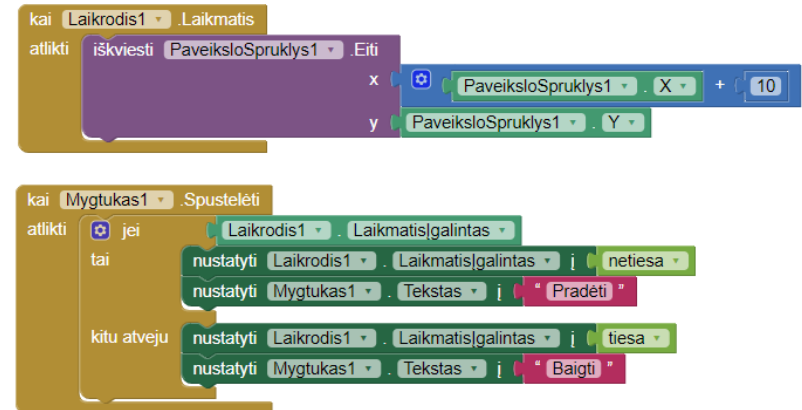 kai Laikrodis1 .Laikmatis
atlikti iškviesti PaveiksloSpruklys1 .Eiti
x PaveiksloSpruklys1 . X + 10
y PaveiksloSpruklys1 . Y
kai Mygtukas1 .Spustelėti
atlikti jei Laikrodis1 . LaikmatisĮgalintas
tai nustatyti Laikrodis1 . LaikmatisĮgalintas į netiesa
nustatyti Mygtukas1 . Tekstas į “ Pradėti ”
kitu atveju nustatyti Laikrodis1 . LaikmatisĮgalintas į tiesa
nustatyti Mygtukas1 . Tekstas į “ Baigti ”